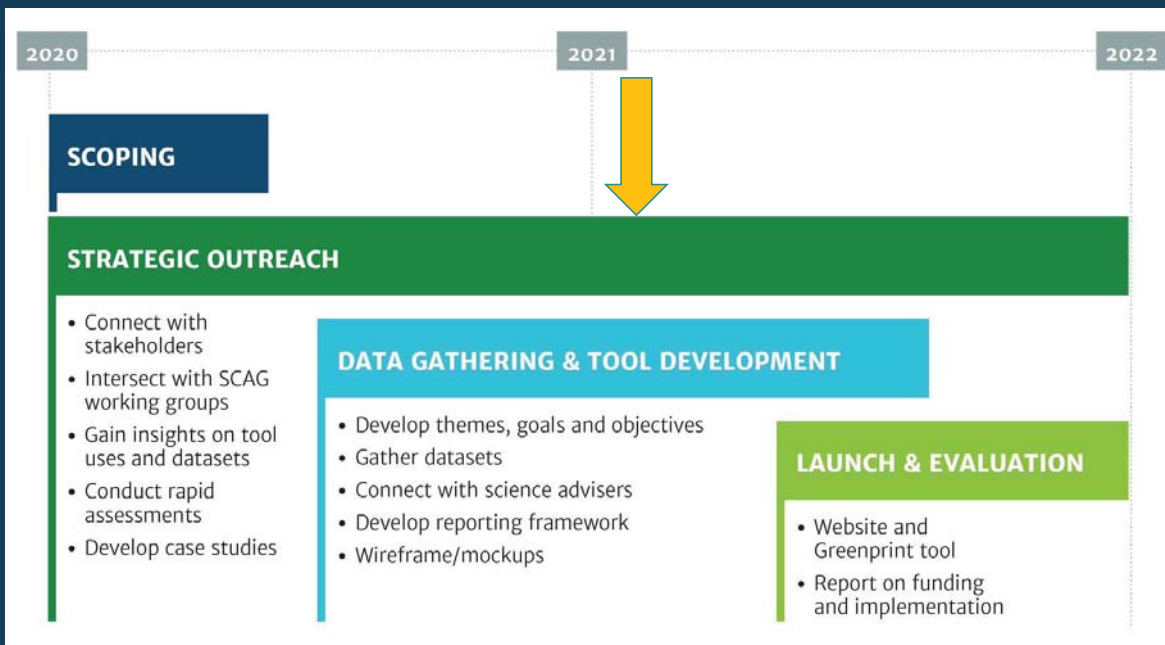 2020
2021
2022
SCOPING
STRATEGIC OUTREACH
• Connect with
stakeholders
• Intersect with SCAG
working groups
• Gain insights on tool
uses and datasets
• Conduct rapid
assessments
• Develop case studies
DATA GATHERING & TOOL DEVELOPMENT
• Develop themes, goals and objectives
• Gather datasets
• Connect with science advisers
• Develop reporting framework
• Wireframe/mockups
LAUNCH & EVALUATION
• Website and
Greenprint tool
• Report on funding
and implementation